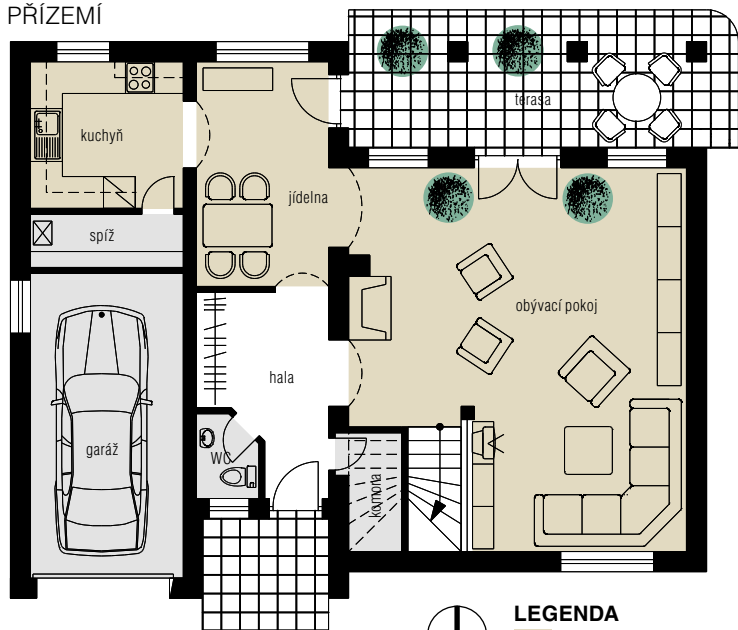 PŘÍZEMÍ
terasa
kuchyň
jídelna
spíž
obývací pokoj
hala
garáž
WC
komora
LEGENDA